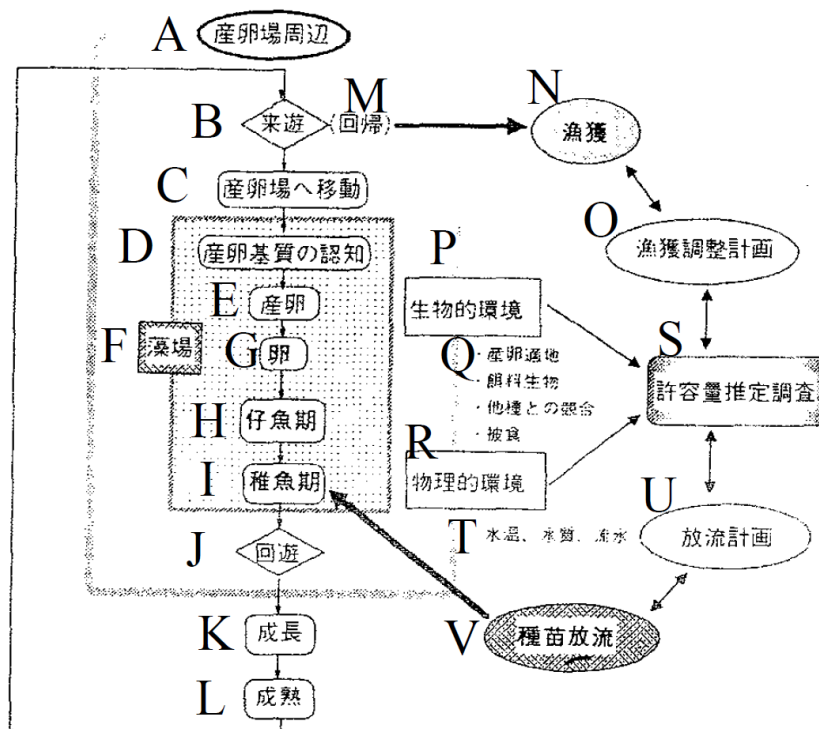 A 産卵場周辺
B 来遊
M (回帰)
N 漁獲
C 産卵場へ移動
D 産卵基質の認知
E 産卵
F 藻場
G 卵
H 仔魚期
I 稚魚期
J 回遊
K 成長
L 成熟
O 漁獲調整計画
P 生物的環境
Q ・産卵適地
・餌料生物
・他種との競合
・被食
R 物理的環境
S 許容量推定調査
T 水温、水質、流水
U 放流計画
V 種苗放流